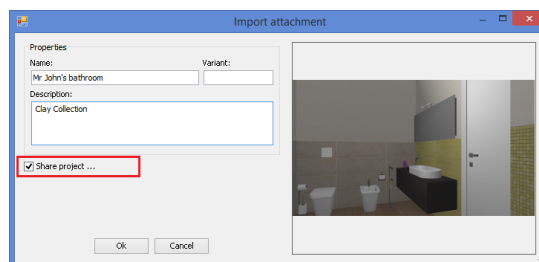 Import attachment
Properties
Name: Variant:
Mr John's bathroom
Description:
Clay Collection
Share project ...
Ok Cancel